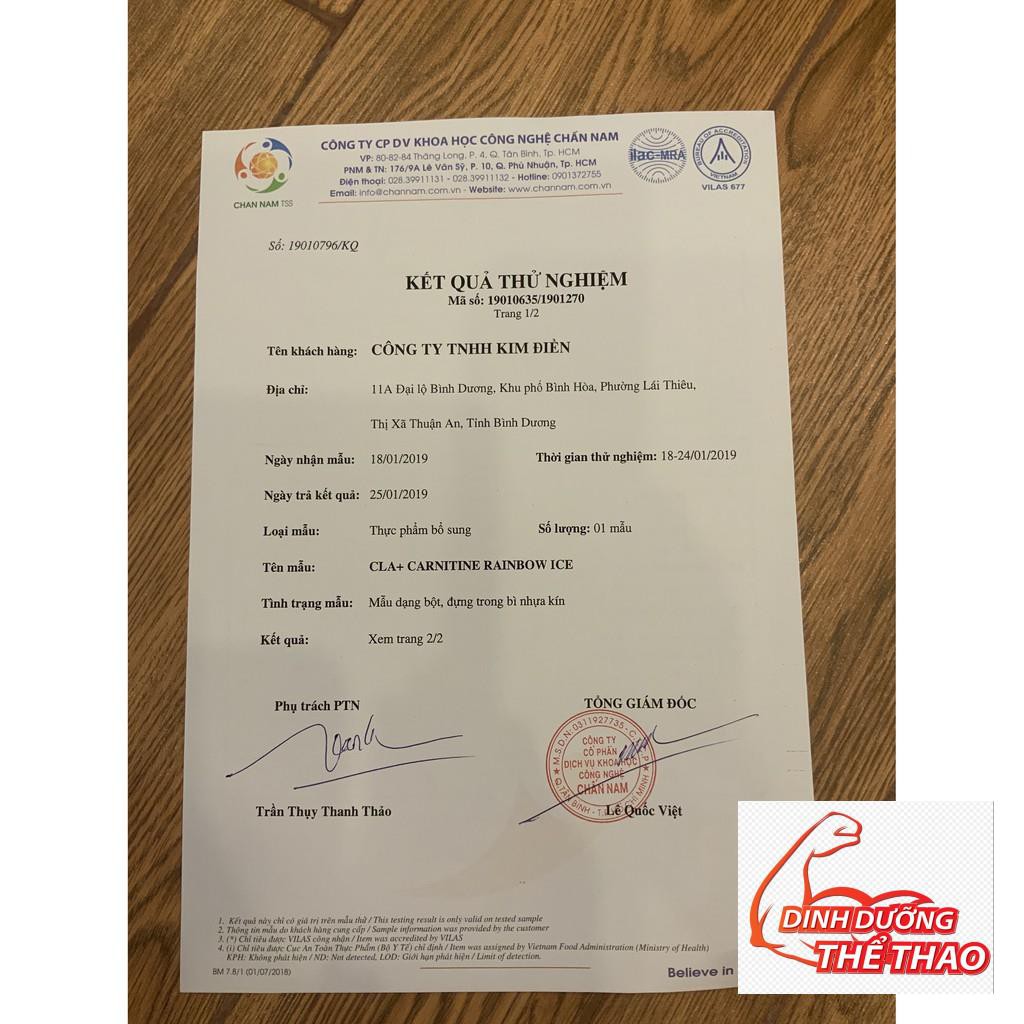 CHAN NAM TSS
CÔNG TY CP DV KHOA HỌC CÔNG NGHỆ CHẤN NAM
VP: 80-82-84 Thăng Long, P. 4, Q. Tân Bình, Tp. HCM
PNM & TN: 176/9A Lê Văn Sỹ, P. 10, Q. Phú Nhuận, Tp. HCM
Điện thoại: 028.39911131 - 028.39911132 - Hotline: 0901372755
Email: info@channam.com.vn - Website: www.channam.com.vn
ilac-MRA
BUREAU OF ACCREDITATION
VIETNAM
VILAS 677
Số: 19010796/KQ
KẾT QUẢ THỬ NGHIỆM
Mã số: 19010635/1901270
Trang 1/2
Tên khách hàng: CÔNG TY TNHH KIM ĐIỀN
Địa chỉ: 11A Đại lộ Bình Dương, Khu phố Bình Hòa, Phường Lái Thiêu,
Thị Xã Thuận An, Tỉnh Bình Dương
Ngày nhận mẫu: 18/01/2019 Thời gian thử nghiệm: 18-24/01/2019
Ngày trả kết quả: 25/01/2019
Loại mẫu: Thực phẩm bổ sung Số lượng: 01 mẫu
Tên mẫu: CLA+ CARNITINE RAINBOW ICE
Tình trạng mẫu: Mẫu dạng bột, đựng trong bì nhựa kín
Kết quả: Xem trang 2/2
Phụ trách PTN TỔNG GIÁM ĐỐC
M.S.D.N:0311927735-C.T.C.P
CÔNG TY
CỔ PHẦN
DỊCH VỤ KHOA HỌC
CÔNG NGHỆ
CHẤN NAM
Q.TÂN BÌNH - T.P HỒ CHÍ MINH
Trần Thụy Thanh Thảo Lê Quốc Việt
1. Kết quả này chỉ có giá trị trên mẫu thử / This testing result is only valid on tested sample
2. Thông tin mẫu do khách hàng cung cấp / Sample information was provided by the customer
3. (*) Chỉ tiêu được VILAS công nhận / Item was accredited by VILAS
4. (i) Chỉ tiêu được Cục An Toàn Thực Phẩm (Bộ Y Tế) chỉ định / Item was assigned by Vietnam Food Administration (Ministry of Health)
KPH: Không phát hiện / ND: Not detected, LOD: Giới hạn phát hiện / Limit of detection.
BM 7.8/1 (01/07/2018)
Believe in
DINH DƯỠNG
THỂ THAO